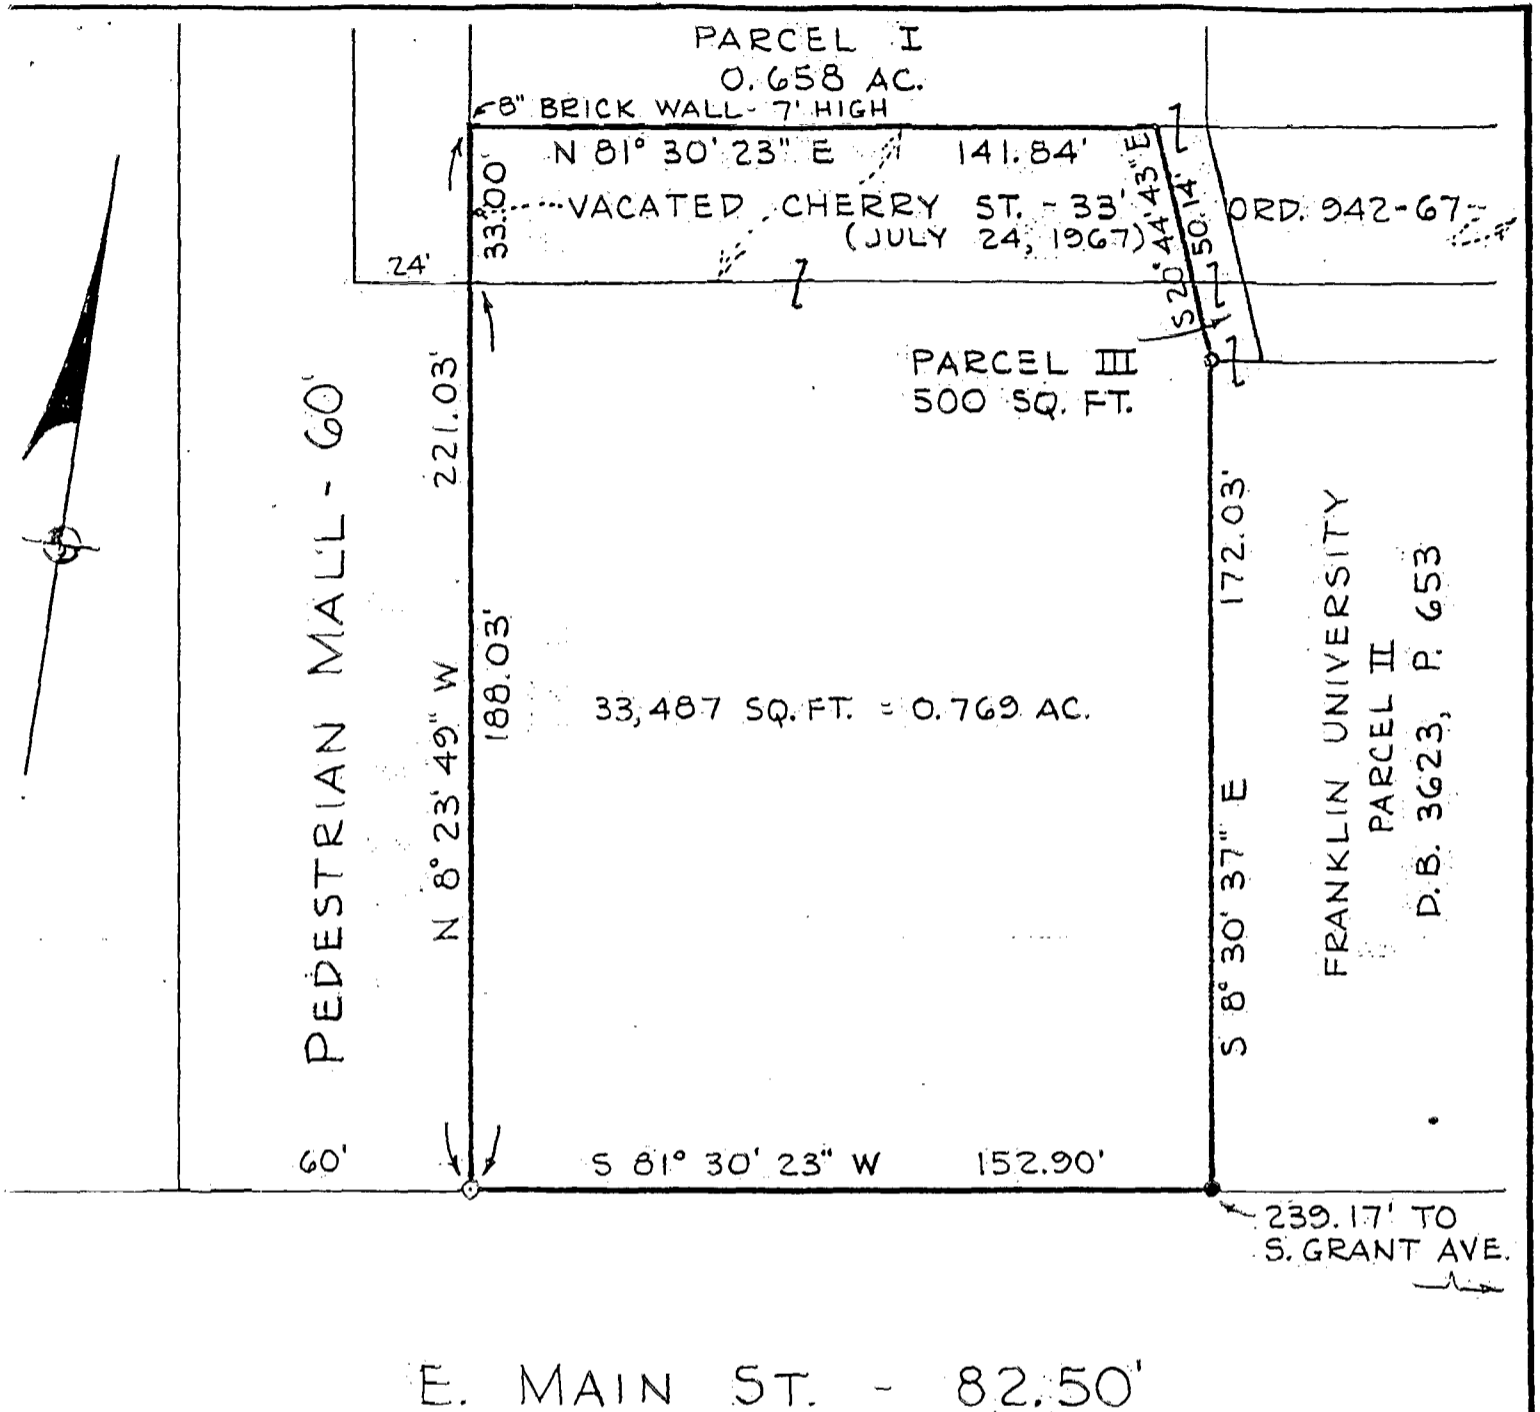 PARCEL I
0.658 AC.
8" BRICK WALL - 7' HIGH
N 81° 30' 23" E 141.84'
33.00'
VACATED CHERRY ST. - 33' ORD. 942-67
(JULY 24, 1967)
S 20° 44' 43" E
50.14'
24'
PARCEL III
500 SQ. FT.
221.03'
N 8° 23' 49" W
188.03'
PEDESTRIAN MALL - 60'
33,487 SQ. FT. = 0.769 AC.
172.03'
S 8° 30' 37" E
FRANKLIN UNIVERSITY
PARCEL II
D.B. 3623, P. 653
60'
S 81° 30' 23" W 152.90'
239.17' TO
S. GRANT AVE.
E. MAIN ST. - 82.50'